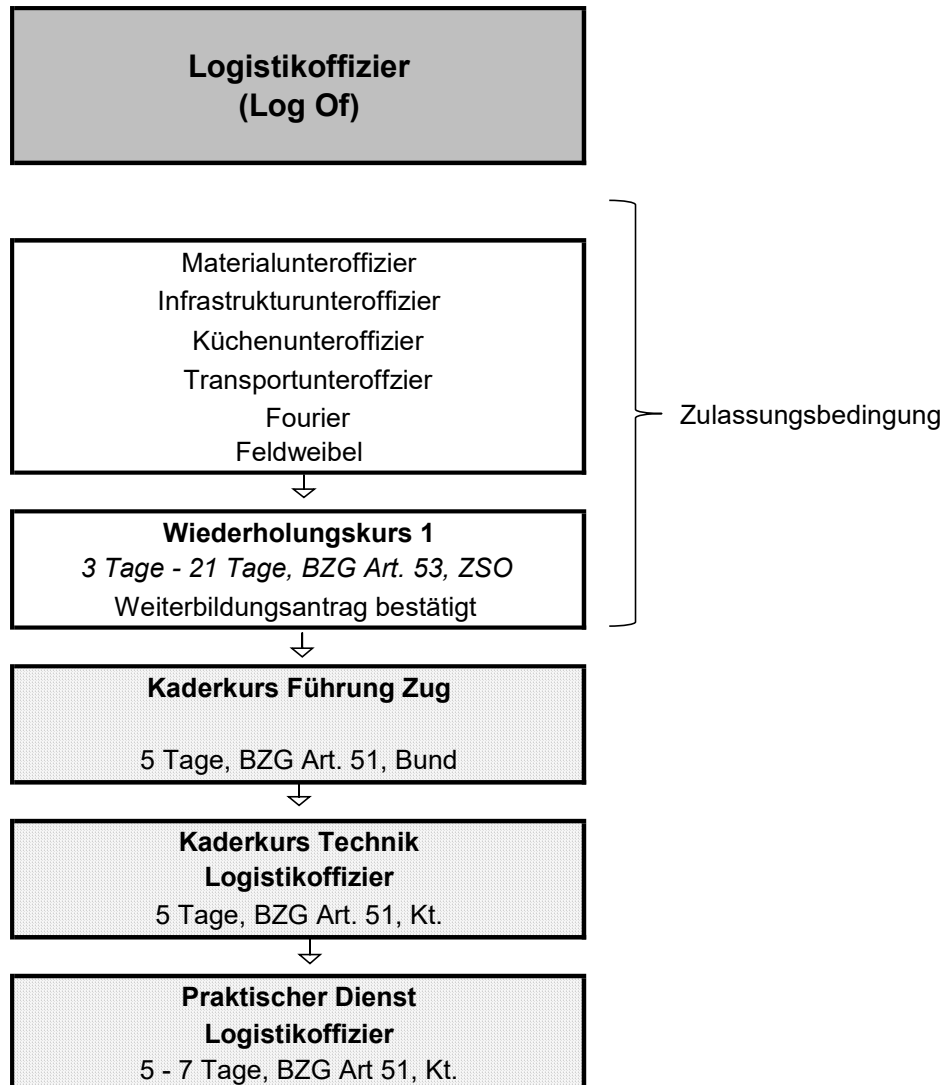 Logistikoffizier
(Log Of)
Materialunteroffizier
Infrastrukturunteroffizier
Küchenunteroffizier
Transportunteroffzier
Fourier
Feldweibel
Zulassungsbedingung
Wiederholungskurs 1
3 Tage - 21 Tage, BZG Art. 53, ZSO
Weiterbildungsantrag bestätigt
Kaderkurs Führung Zug
5 Tage, BZG Art. 51, Bund
Kaderkurs Technik
Logistikoffizier
5 Tage, BZG Art. 51, Kt.
Praktischer Dienst
Logistikoffizier
5 - 7 Tage, BZG Art 51, Kt.